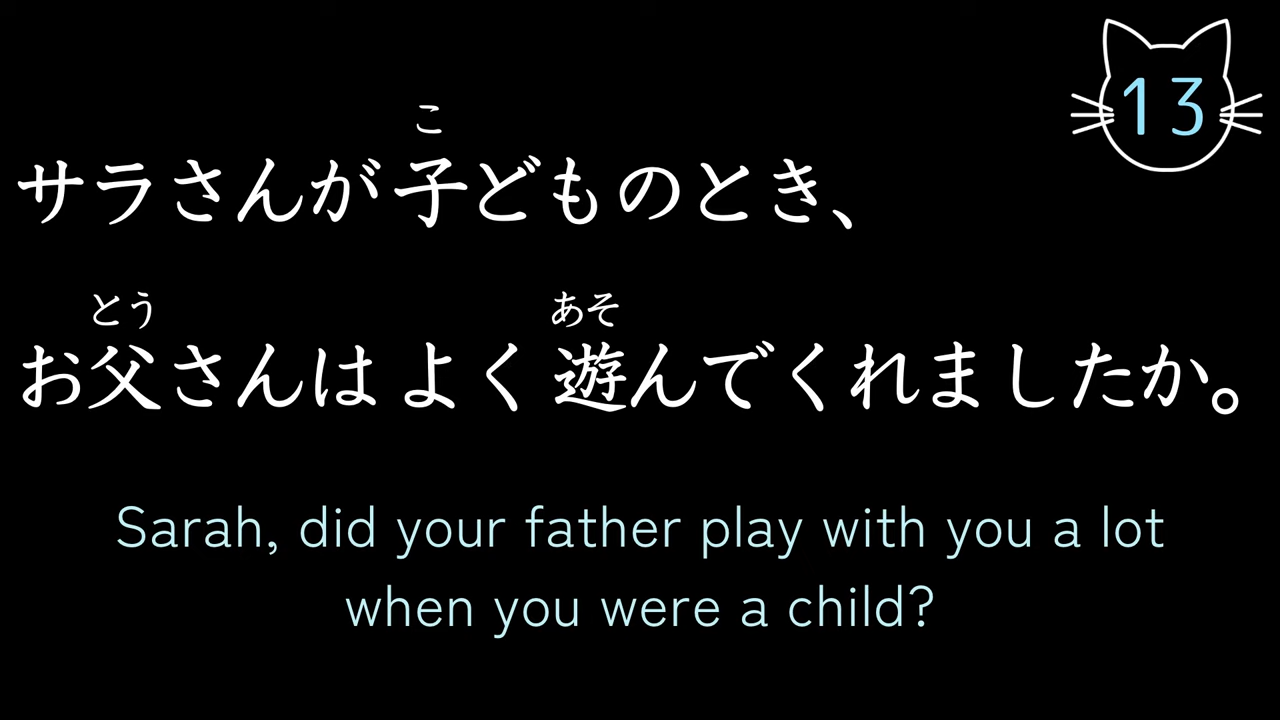 13
こ
サラさんが子どものとき、
とう あそ
お父さんは よく 遊んでくれましたか。
Sarah, did your father play with you a lot
when you were a child?